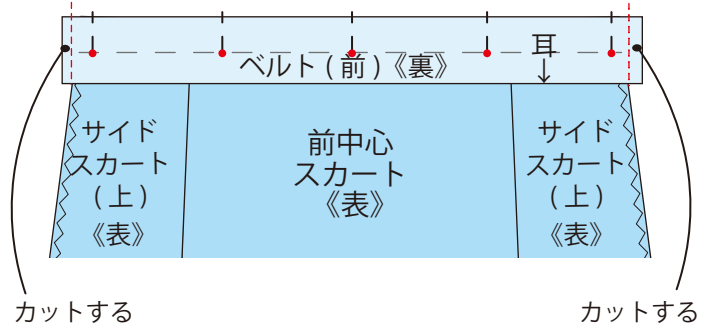 耳
ベルト(前)《裏》
サイド
スカート
(上)
《表》
前中心
スカート
《表》
サイド
スカート
(上)
《表》
カットする
カットする